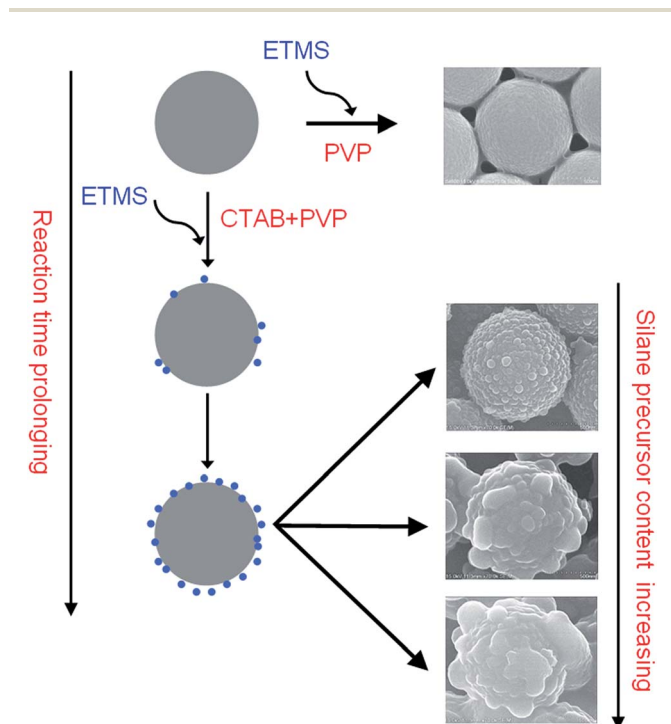 ETMS
PVP
ETMS
CTAB+PVP
Reaction time prolonging
Silane precursor content increasing